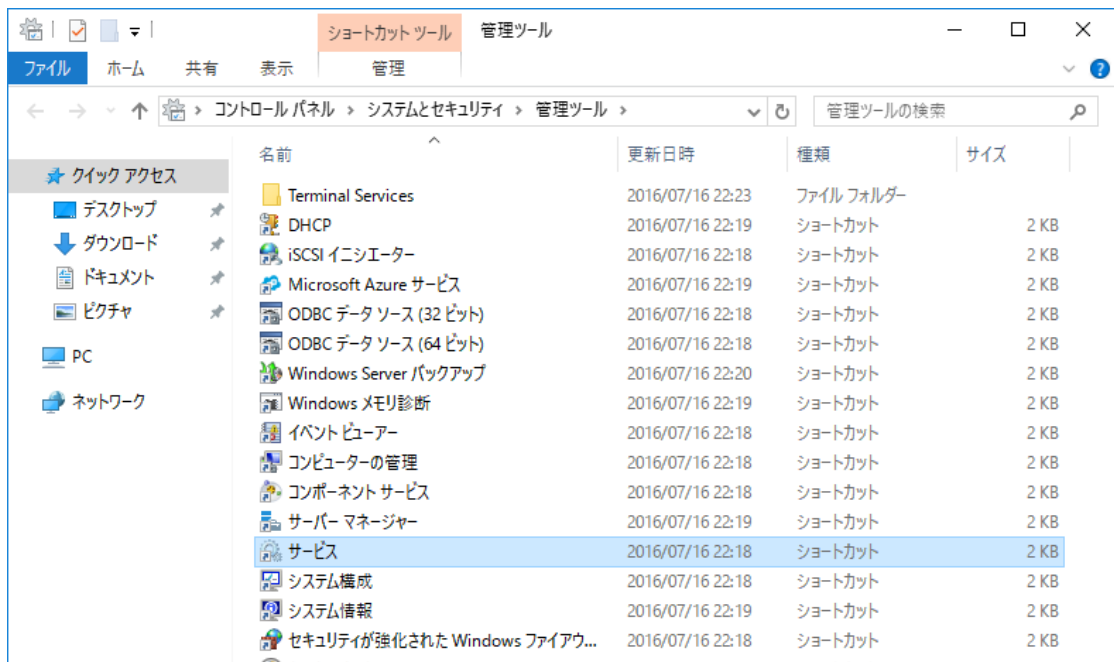 ショートカット ツール 管理ツール
ファイル ホーム 共有 表示 管理
コントロール パネル › システムとセキュリティ › 管理ツール › 管理ツールの検索
名前 更新日時 種類 サイズ
クイック アクセス
デスクトップ
ダウンロード
ドキュメント
ピクチャ
PC
ネットワーク
Terminal Services 2016/07/16 22:23 ファイル フォルダー
DHCP 2016/07/16 22:19 ショートカット 2 KB
iSCSI イニシエーター 2016/07/16 22:18 ショートカット 2 KB
Microsoft Azure サービス 2016/07/16 22:19 ショートカット 2 KB
ODBC データ ソース (32 ビット) 2016/07/16 22:18 ショートカット 2 KB
ODBC データ ソース (64 ビット) 2016/07/16 22:18 ショートカット 2 KB
Windows Server バックアップ 2016/07/16 22:20 ショートカット 2 KB
Windows メモリ診断 2016/07/16 22:19 ショートカット 2 KB
イベント ビューアー 2016/07/16 22:18 ショートカット 2 KB
コンピューターの管理 2016/07/16 22:18 ショートカット 2 KB
コンポーネント サービス 2016/07/16 22:18 ショートカット 2 KB
サーバー マネージャー 2016/07/16 22:19 ショートカット 2 KB
サービス 2016/07/16 22:18 ショートカット 2 KB
システム構成 2016/07/16 22:18 ショートカット 2 KB
システム情報 2016/07/16 22:19 ショートカット 2 KB
セキュリティが強化された Windows ファイアウ... 2016/07/16 22:18 ショートカット 2 KB